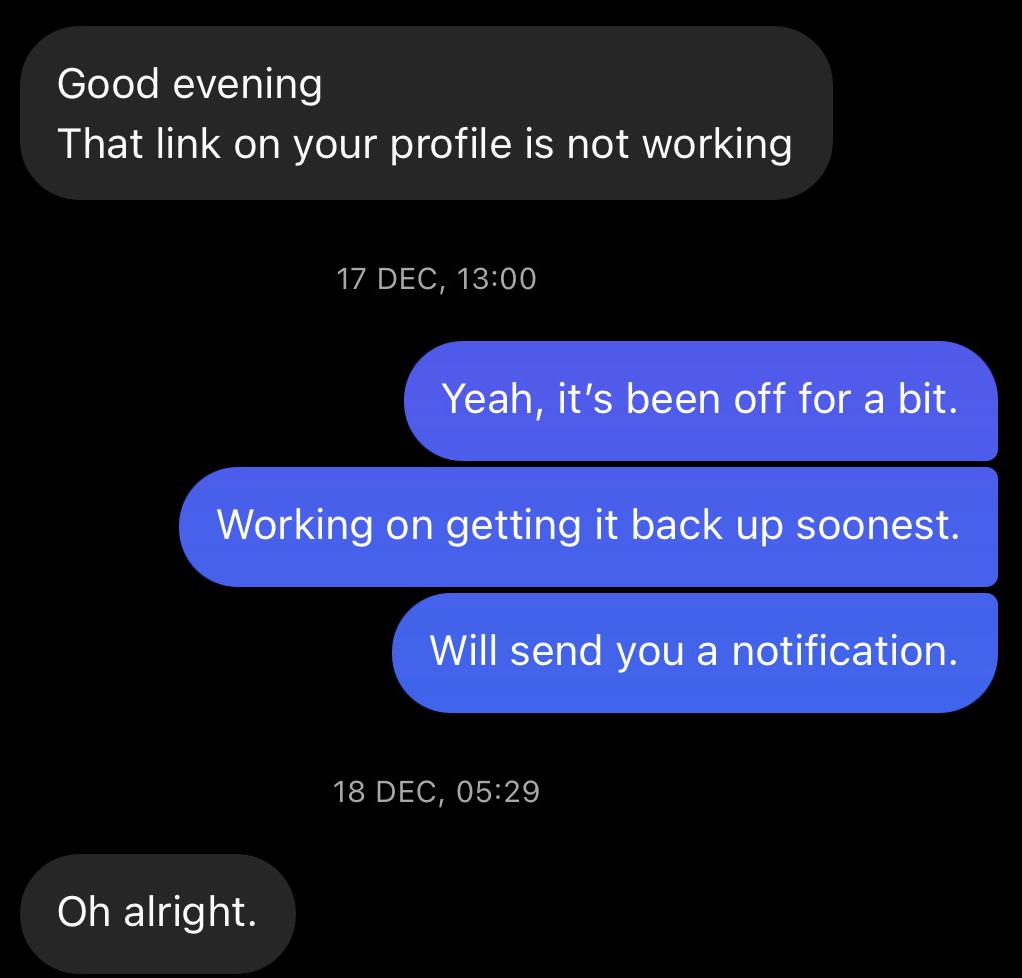 Good evening
That link on your profile is not working
17 DEC, 13:00
Yeah, it’s been off for a bit.
Working on getting it back up soonest.
Will send you a notification.
18 DEC, 05:29
Oh alright.